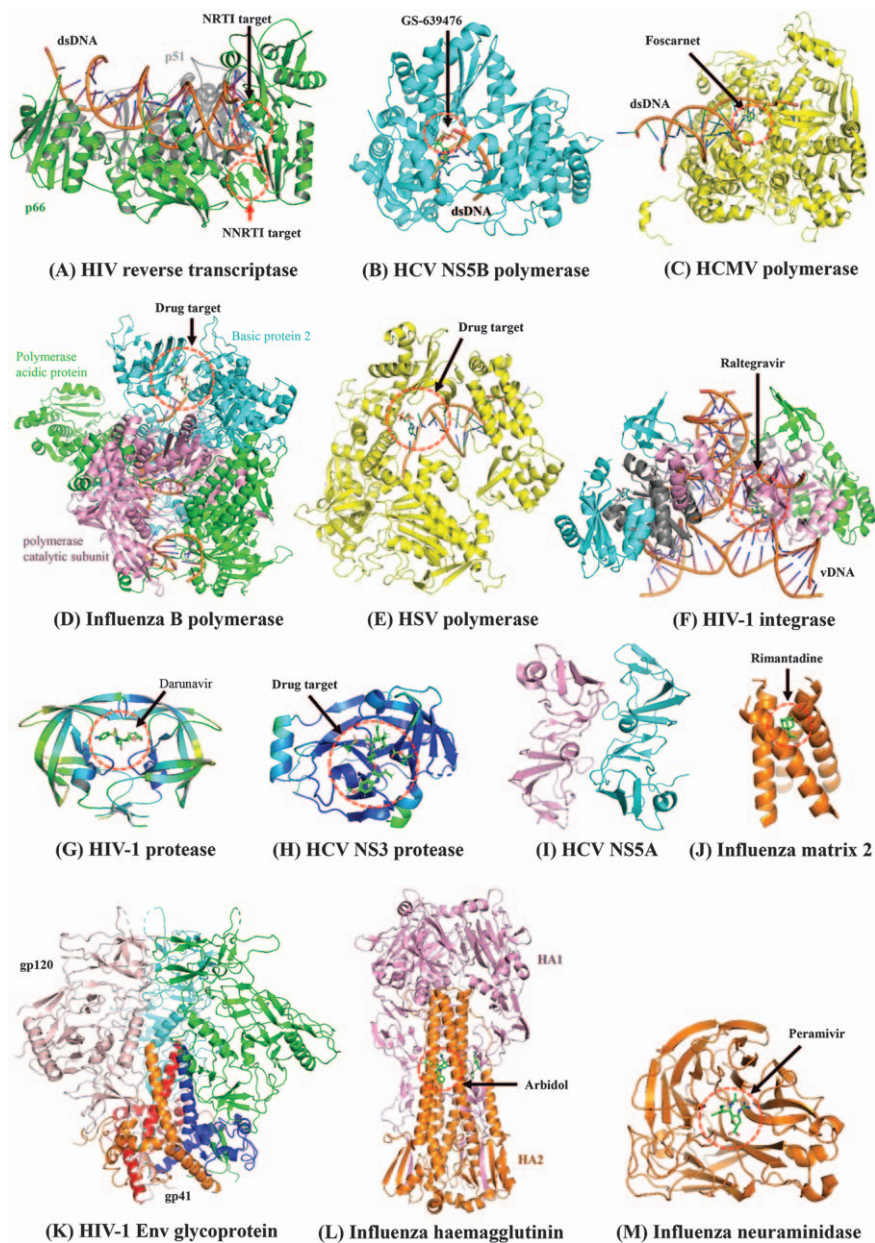 NRTI target
dsDNA
p51
p66
NNRTI target
(A) HIV reverse transcriptase
GS-639476
dsDNA
(B) HCV NS5B polymerase
Foscarnet
dsDNA
(C) HCMV polymerase
Drug target
Basic protein 2
Polymerase
acidic protein
polymerase
catalytic subunit
(D) Influenza B polymerase
Drug target
(E) HSV polymerase
Raltegravir
vDNA
(F) HIV-1 integrase
Darunavir
(G) HIV-1 protease
Drug target
(H) HCV NS3 protease
(I) HCV NS5A
Rimantadine
(J) Influenza matrix 2
gp120
gp41
(K) HIV-1 Env glycoprotein
HA1
Arbidol
HA2
(L) Influenza haemagglutinin
Peramivir
(M) Influenza neuraminidase